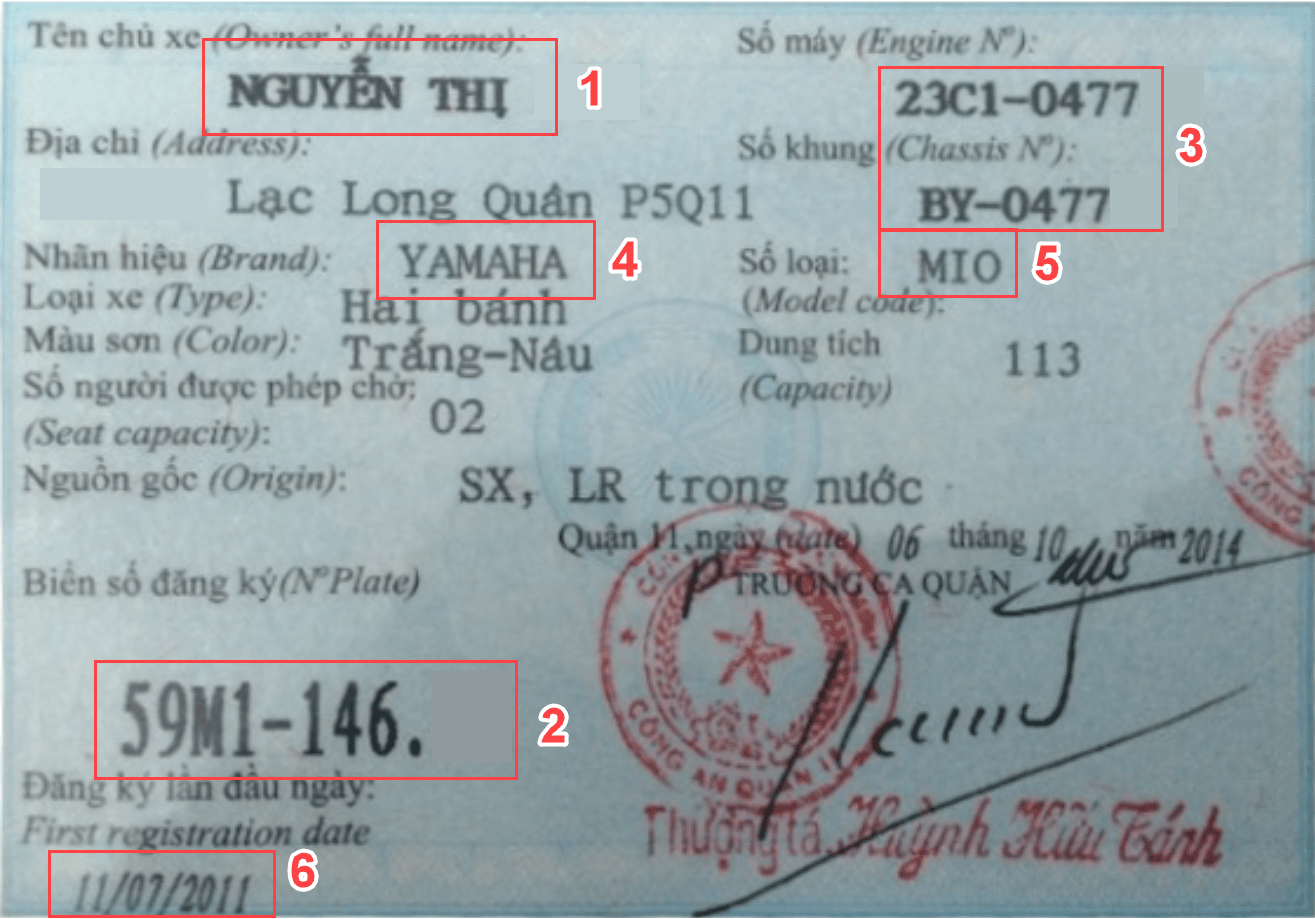 Tên chủ xe (Owner's full name):
NGUYỄN THỊ
1
Địa chỉ (Address):
Lạc Long Quân P5Q11
Nhãn hiệu (Brand): YAMAHA
4
Loại xe (Type): Hai bánh
Màu sơn (Color): Trắng-Nâu
Số người được phép chở: 02
(Seat capacity):
Nguồn gốc (Origin): SX, LR trong nước
Số máy (Engine Nº):
23C1-0477
Số khung (Chassis Nº):
BY-0477
3
Số loại: MIO
5
(Model code):
Dung tích 113
(Capacity)
Quận 11, ngày (date) 06 tháng 10 năm 2014
TRƯỞNG CA QUẬN
Biển số đăng ký (Nº Plate)
59M1-146.
2
Đăng ký lần đầu ngày:
First registration date
11/07/2011
6
CÔNG AN QUẬN 11
Thượng tá Huỳnh Hữu Tánh
CÔNG